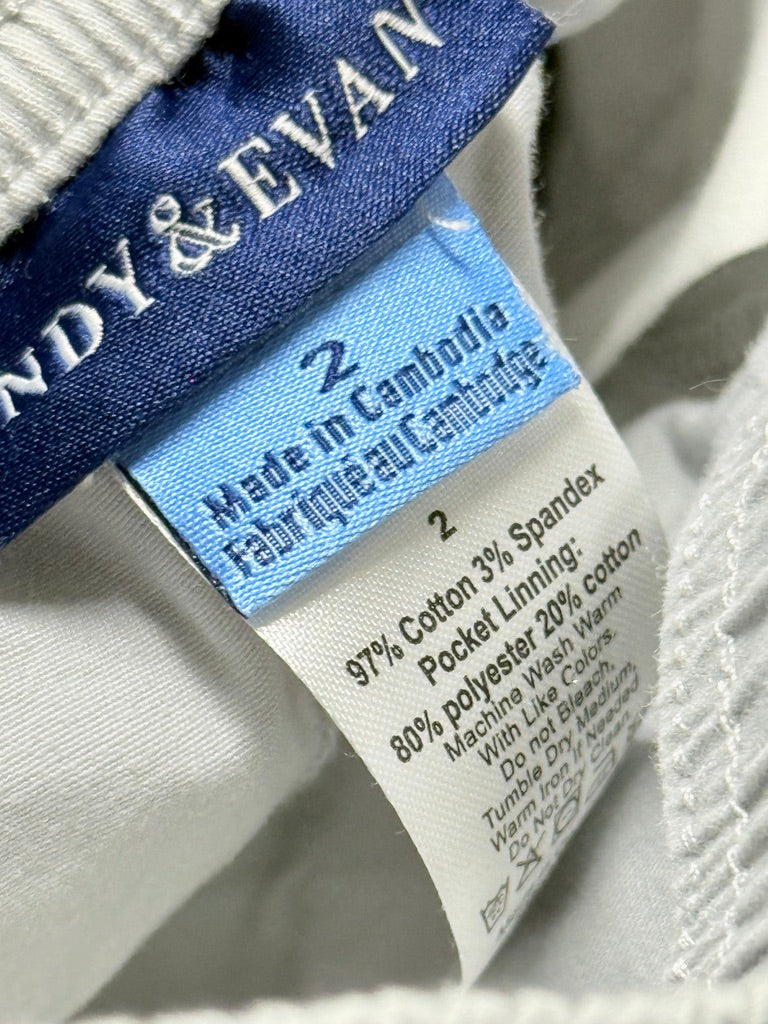 NDY & EVAN
2
Made in Cambodia
Fabriqué au Cambodge
2
97% Cotton 3% Spandex
Pocket Linning:
80% polyester 20% cotton
Machine Wash Warm
With Like Colors.
Do not Bleach,
Tumble Dry Medium,
Warm Iron If Needed
Do Not Dry Clean